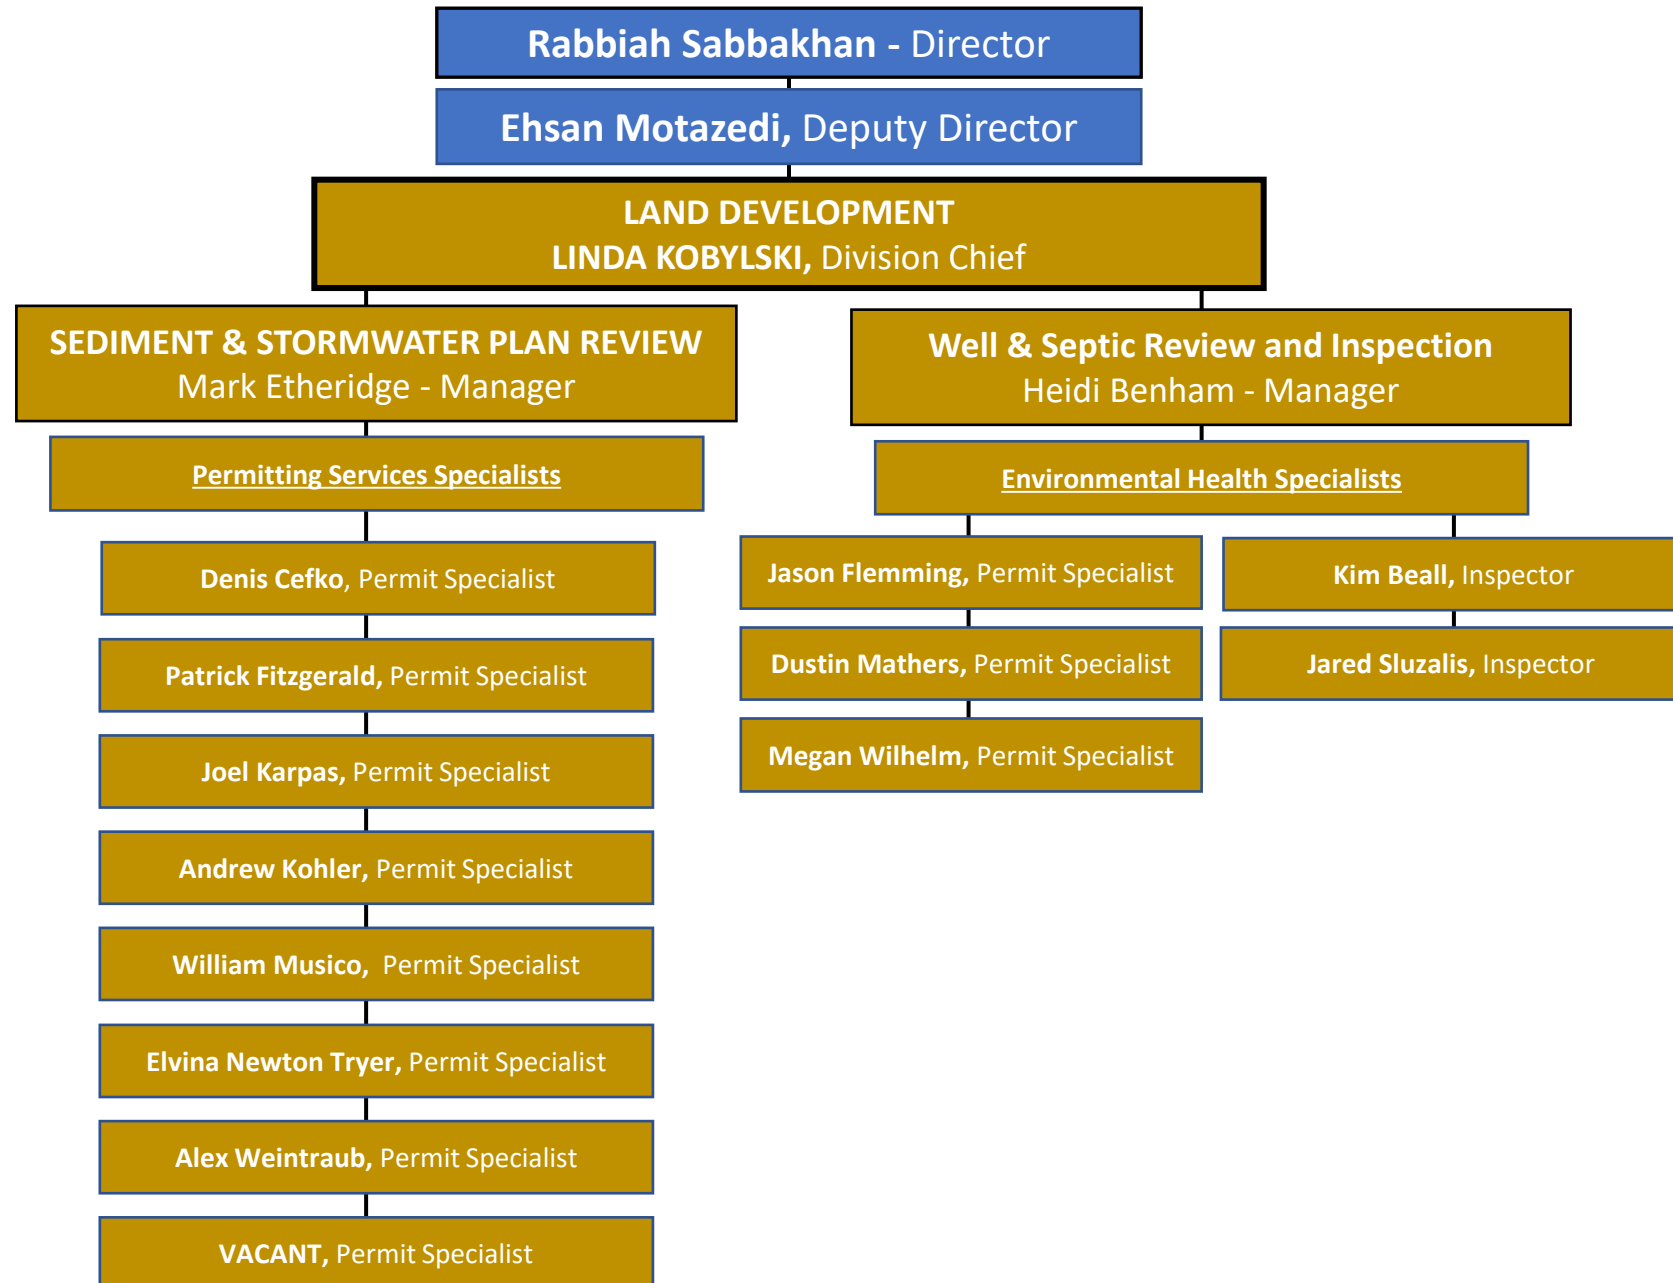 Rabbiah Sabbakhan - Director
Ehsan Motazedi, Deputy Director
LAND DEVELOPMENT
LINDA KOBYLSKI, Division Chief
SEDIMENT & STORMWATER PLAN REVIEW
Mark Etheridge - Manager
Permitting Services Specialists
Denis Cefko, Permit Specialist
Patrick Fitzgerald, Permit Specialist
Joel Karpas, Permit Specialist
Andrew Kohler, Permit Specialist
William Musico, Permit Specialist
Elvina Newton Tryer, Permit Specialist
Alex Weintraub, Permit Specialist
VACANT, Permit Specialist
Well & Septic Review and Inspection
Heidi Benham - Manager
Environmental Health Specialists
Jason Flemming, Permit Specialist
Dustin Mathers, Permit Specialist
Megan Wilhelm, Permit Specialist
Kim Beall, Inspector
Jared Sluzalis, Inspector